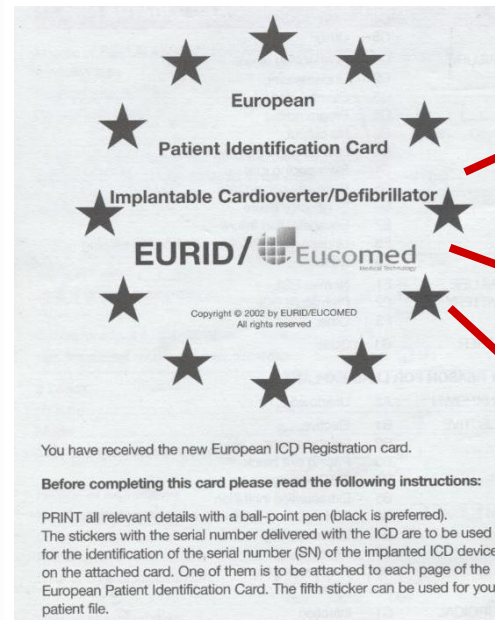 European
Patient Identification Card
Implantable Cardioverter/Defibrillator
EURID/ Eucomed
Medical Technology
Copyright © 2002 by EURID/EUCOMED
All rights reserved
You have received the new European ICD Registration card.
Before completing this card please read the following instructions:
PRINT all relevant details with a ball-point pen (black is preferred).
The stickers with the serial number delivered with the ICD are to be used
for the identification of the serial number (SN) of the implanted ICD device
on the attached card. One of them is to be attached to each page of the
European Patient Identification Card. The fifth sticker can be used for you
patient file.